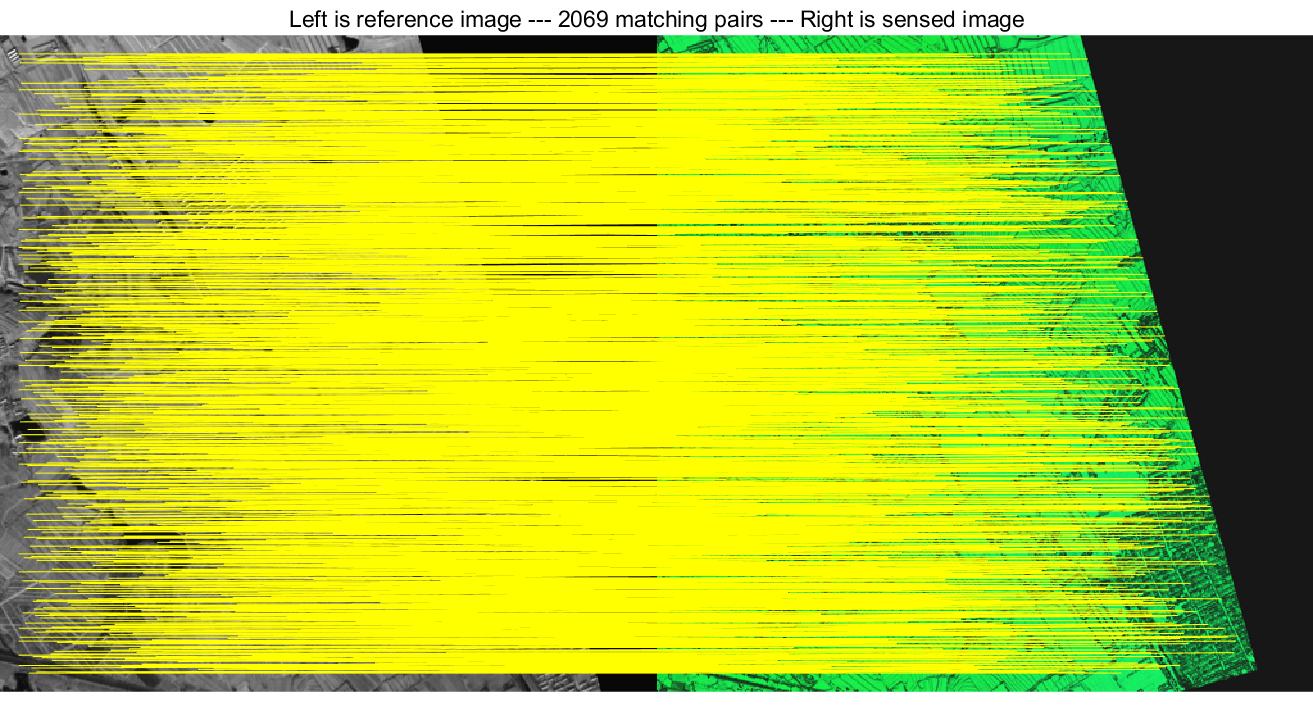 Left is reference image --- 2069 matching pairs --- Right is sensed image